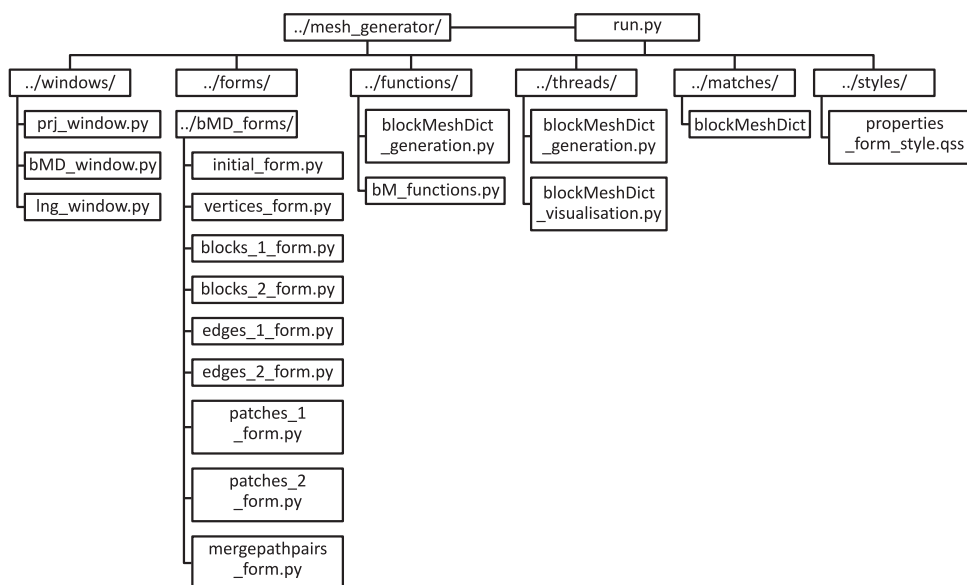 ../mesh_generator/
run.py
../windows/
prj_window.py
bMD_window.py
lng_window.py
../forms/
../bMD_forms/
initial_form.py
vertices_form.py
blocks_1_form.py
blocks_2_form.py
edges_1_form.py
edges_2_form.py
patches_1
_form.py
patches_2
_form.py
mergepathpairs
_form.py
../functions/
blockMeshDict
_generation.py
bM_functions.py
../threads/
blockMeshDict
_generation.py
blockMeshDict
_visualisation.py
../matches/
blockMeshDict
../styles/
properties
_form_style.qss